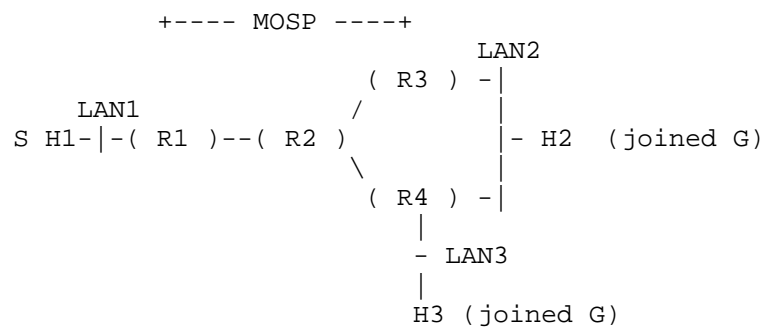 +---- MOSP ----+
LAN2
( R3 ) -|
LAN1 / |
S H1-|-( R1 )--( R2 ) |- H2 (joined G)
\ |
( R4 ) -|
|
- LAN3
|
H3 (joined G)